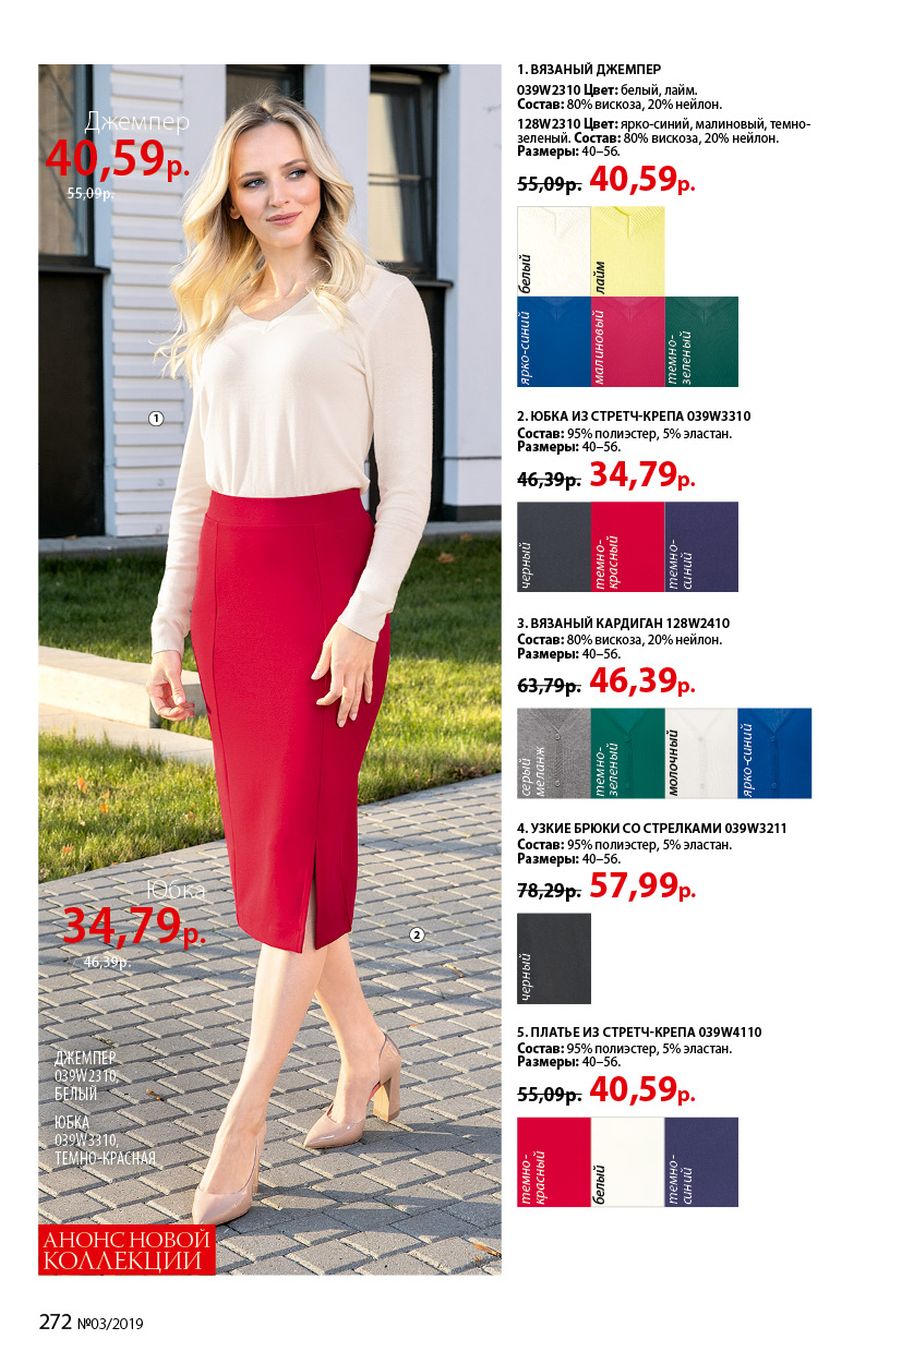 Джемпер
40,59р.
55,09р.
1
Юбка
34,79р.
46,39р.
2
ДЖЕМПЕР
039W2310,
БЕЛЫЙ
ЮБКА
039W3310,
ТЕМНО-КРАСНАЯ
АНОНС НОВОЙ
КОЛЛЕКЦИИ
1. ВЯЗАНЫЙ ДЖЕМПЕР
039W2310 Цвет: белый, лайм.
Состав: 80% вискоза, 20% нейлон.
128W2310 Цвет: ярко-синий, малиновый, темно-
зеленый. Состав: 80% вискоза, 20% нейлон.
Размеры: 40–56.
55,09р. 40,59р.
белый
лайм
ярко-синий
малиновый
темно-
зеленый
2. ЮБКА ИЗ СТРЕТЧ-КРЕПА 039W3310
Состав: 95% полиэстер, 5% эластан.
Размеры: 40–56.
46,39р. 34,79р.
черный
темно-
красный
темно-
синий
3. ВЯЗАНЫЙ КАРДИГАН 128W2410
Состав: 80% вискоза, 20% нейлон.
Размеры: 40–56.
63,79р. 46,39р.
серый
меланж
темно-
зеленый
молочный
ярко-синий
4. УЗКИЕ БРЮКИ СО СТРЕЛКАМИ 039W3211
Состав: 95% полиэстер, 5% эластан.
Размеры: 40–56.
78,29р. 57,99р.
черный
5. ПЛАТЬЕ ИЗ СТРЕТЧ-КРЕПА 039W4110
Состав: 95% полиэстер, 5% эластан.
Размеры: 40–56.
55,09р. 40,59р.
темно-
красный
белый
темно-
синий
272 №03/2019